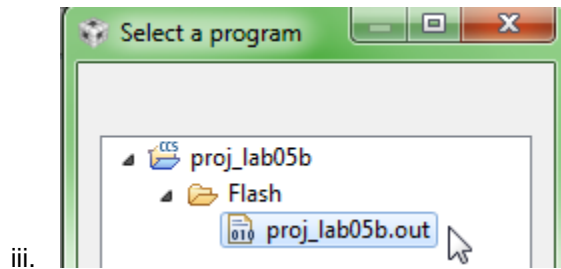 Select a program
proj_lab05b
Flash
proj_lab05b.out
iii.